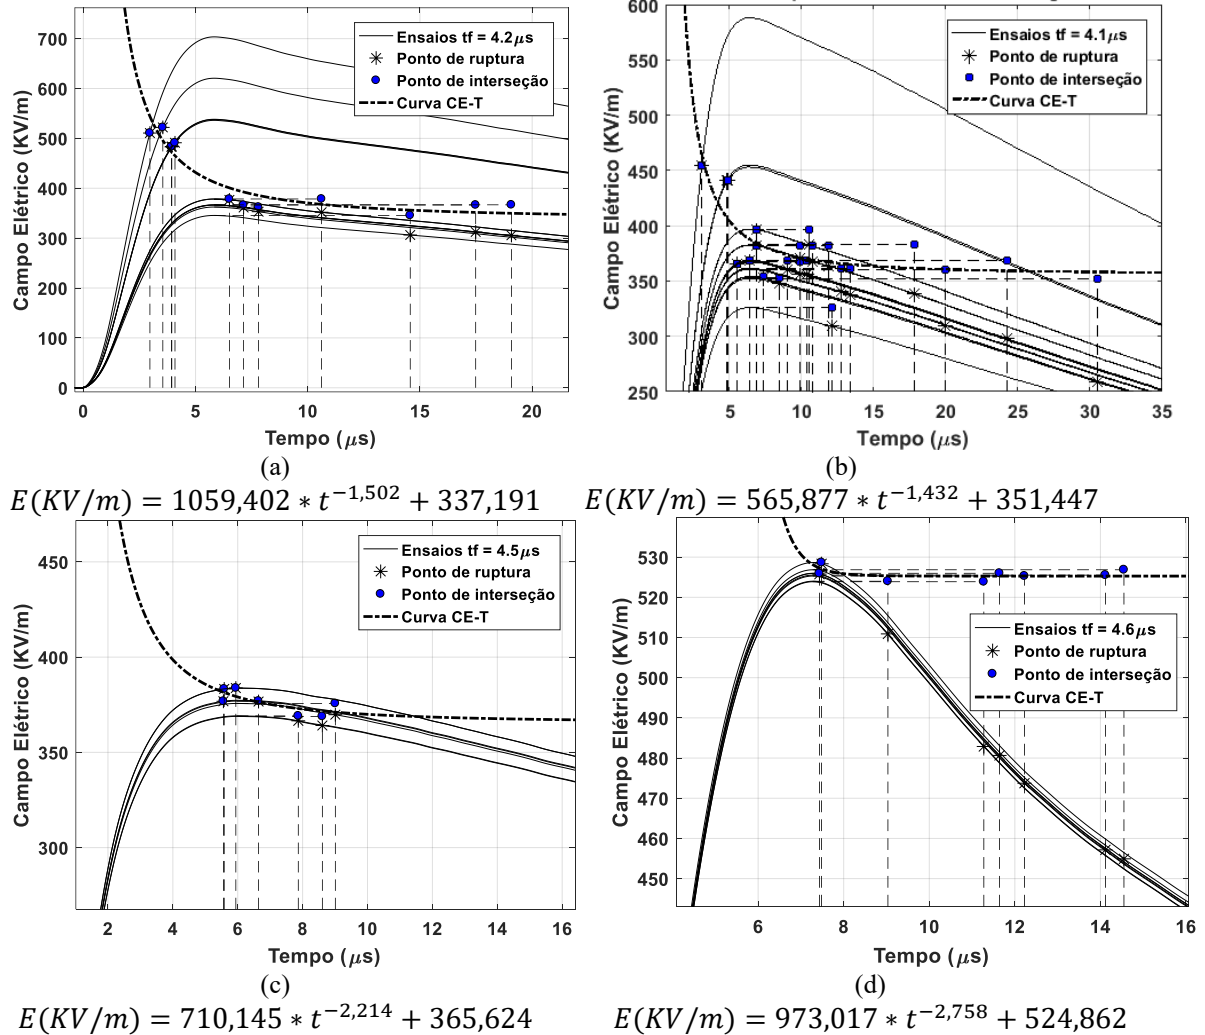 700
600
500
400
300
200
100
0
Campo Elétrico (KV/m)
Ensaios tf = 4.2μs
Ponto de ruptura
Ponto de interseção
Curva CE-T
0 5 10 15 20
Tempo (μs)
(a)
E(KV/m) = 1059,402 * t^{-1,502} + 337,191
600
550
500
450
400
350
300
250
Campo Elétrico (KV/m)
Ensaios tf = 4.1μs
Ponto de ruptura
Ponto de interseção
Curva CE-T
5 10 15 20 25 30 35
Tempo (μs)
(b)
E(KV/m) = 565,877 * t^{-1,432} + 351,447
450
400
350
300
Campo Elétrico (KV/m)
Ensaios tf = 4.5μs
Ponto de ruptura
Ponto de interseção
Curva CE-T
2 4 6 8 10 12 14 16
Tempo (μs)
(c)
E(KV/m) = 710,145 * t^{-2,214} + 365,624
530
520
510
500
490
480
470
460
450
Campo Elétrico (KV/m)
Ensaios tf = 4.6μs
Ponto de ruptura
Ponto de interseção
Curva CE-T
6 8 10 12 14 16
Tempo (μs)
(d)
E(KV/m) = 973,017 * t^{-2,758} + 524,862